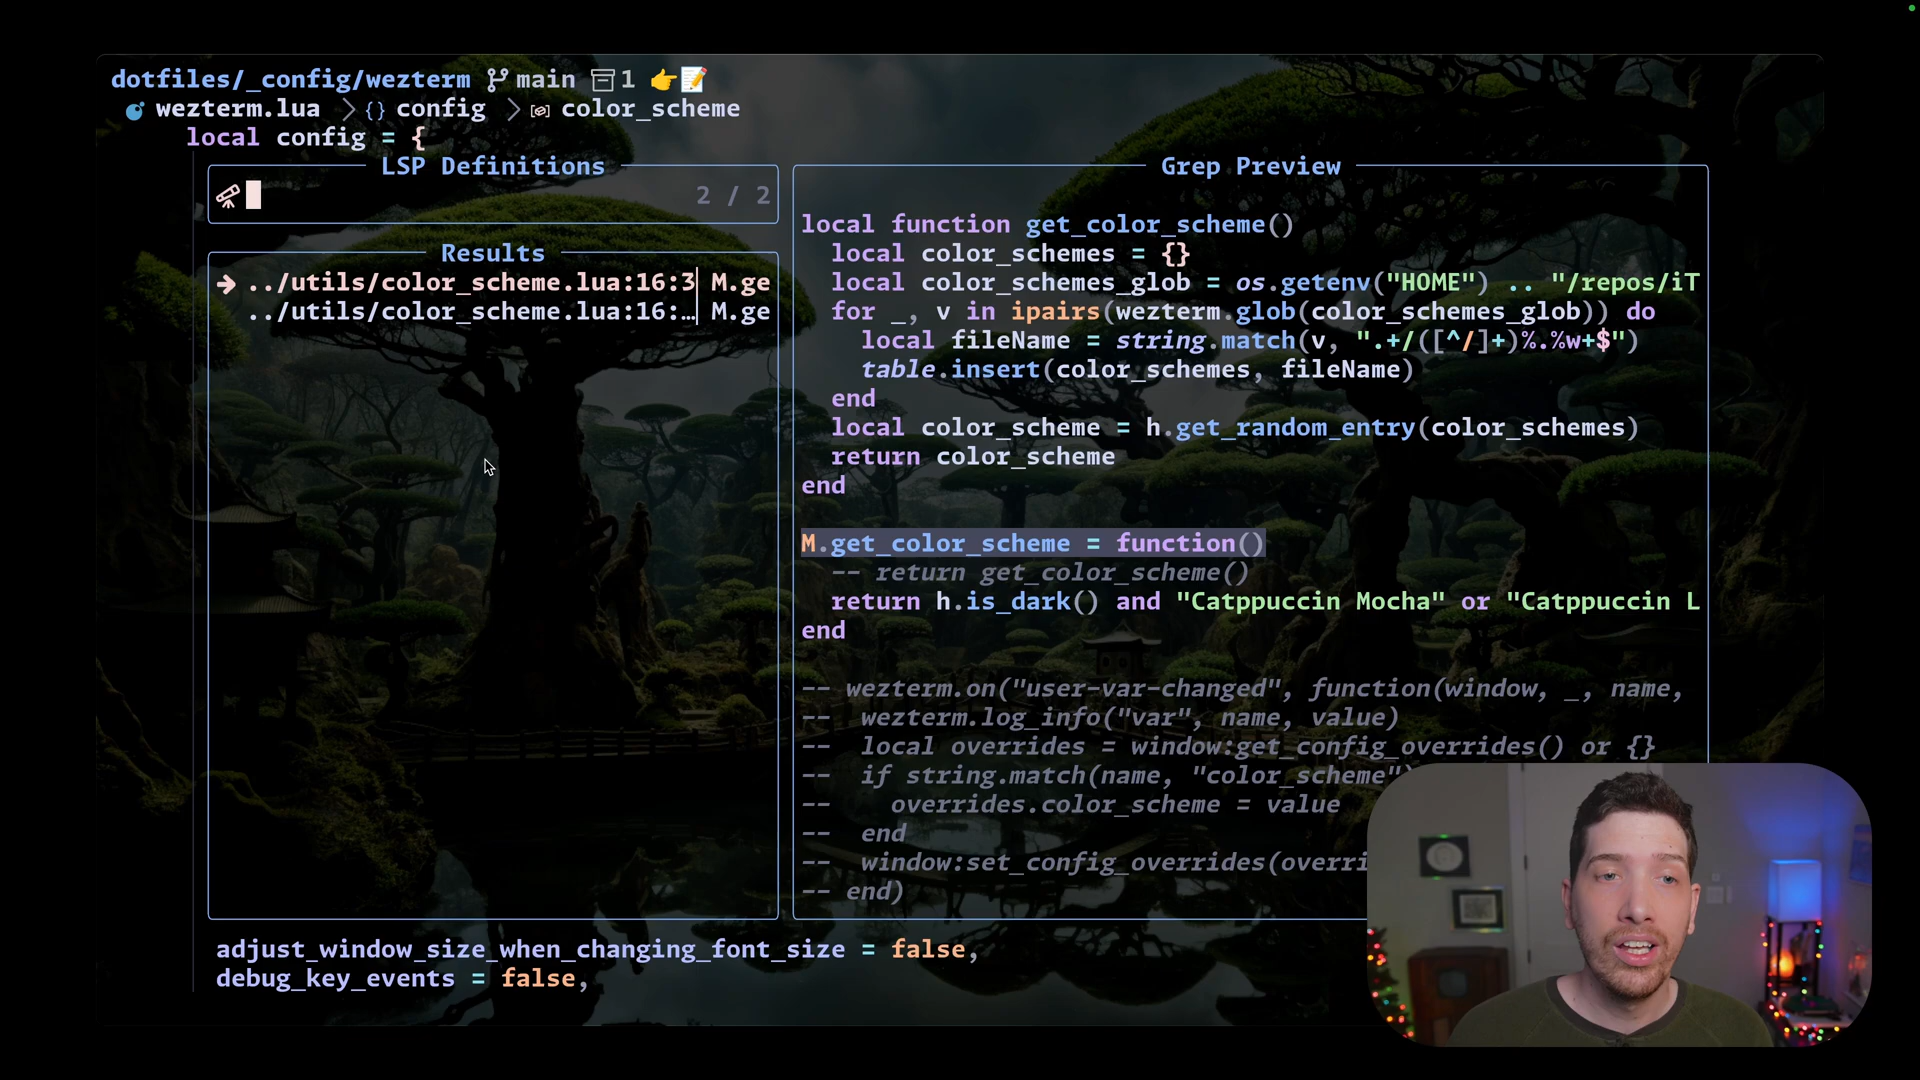 dotfiles/_config/wezterm main 1
wezterm.lua > {} config > color_scheme
local config = {
LSP Definitions
2 / 2
Results
../utils/color_scheme.lua:16:3│ M.ge
../utils/color_scheme.lua:16:…│ M.ge
Grep Preview
local function get_color_scheme()
local color_schemes = {}
local color_schemes_glob = os.getenv("HOME") .. "/repos/iT
for _, v in ipairs(wezterm.glob(color_schemes_glob)) do
local fileName = string.match(v, ".+/([^/]+)%.%w+$")
table.insert(color_schemes, fileName)
end
local color_scheme = h.get_random_entry(color_schemes)
return color_scheme
end
M.get_color_scheme = function()
-- return get_color_scheme()
return h.is_dark() and "Catppuccin Mocha" or "Catppuccin L
end
-- wezterm.on("user-var-changed", function(window, _, name,
-- wezterm.log_info("var", name, value)
-- local overrides = window:get_config_overrides() or {}
-- if string.match(name, "color_scheme")
-- overrides.color_scheme = value
-- end
-- window:set_config_overrides(overri
-- end)
adjust_window_size_when_changing_font_size = false,
debug_key_events = false,